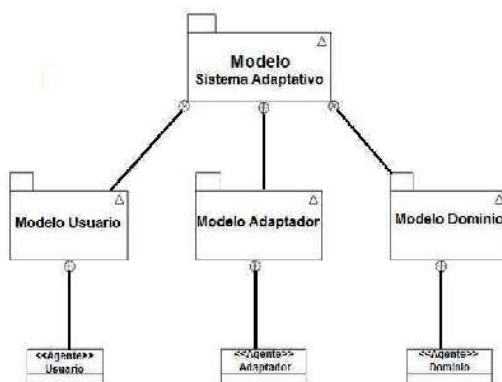 Modelo
Sistema Adaptativo
Modelo Usuario
Modelo Adaptador
Modelo Dominio
<<Agente>>
Usuario
<<Agente>>
Adaptador
<<Agente>>
Dominio